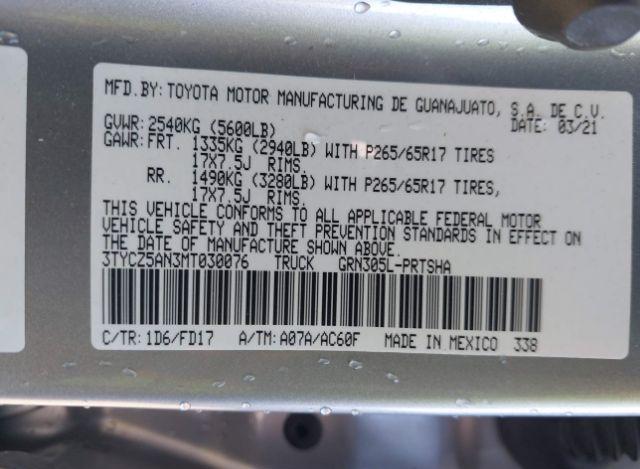 MFD.BY: TOYOTA MOTOR MANUFACTURING DE GUANAJUATO, S.A. DE C.V.
GVWR: 2540KG (5600LB) DATE: 03/21
GAWR: FRT. 1335KG (2940LB) WITH P265/65R17 TIRES
17X7.5J RIMS.
RR. 1490KG (3280LB) WITH P265/65R17 TIRES,
17X7.5J RIMS.
THIS VEHICLE CONFORMS TO ALL APPLICABLE FEDERAL MOTOR
VEHICLE SAFETY AND THEFT PREVENTION STANDARDS IN EFFECT ON
THE DATE OF MANUFACTURE SHOWN ABOVE.
3TYCZ5AN3MT030076 TRUCK GRN305L-PRTSHA
C/TR: 1D6/FD17 A/TM: A07A/AC60F MADE IN MEXICO 338